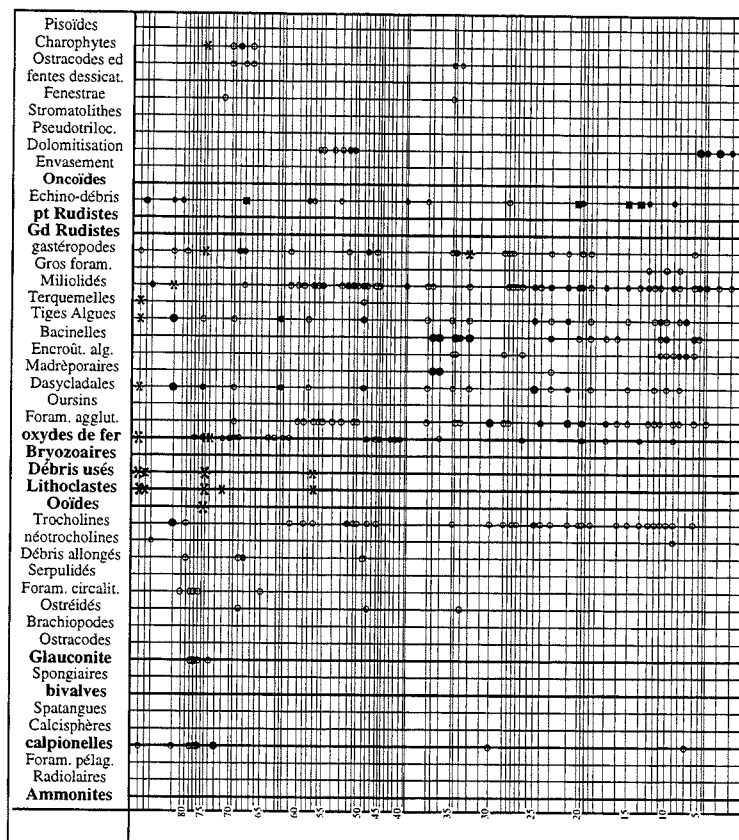 Pisoïdes
Charophytes
Ostracodes ed
fentes dessicat.
Fenestrae
Stromatolithes
Pseudotriloc.
Dolomitisation
Envasement
Oncoïdes
Echino-débris
pt Rudistes
Gd Rudistes
gastéropodes
Gros foram.
Miliolidés
Terquemelles
Tiges Algues
Bacinelles
Encroût. alg.
Madrèporaires
Dasycladales
Oursins
Foram. agglut.
oxydes de fer
Bryozoaires
Débris usés
Lithoclastes
Ooïdes
Trocholines
néotrocholines
Débris allongés
Serpulidés
Foram. circalit.
Ostréidés
Brachiopodes
Ostracodes
Glauconite
Spongiaires
bivalves
Spatangues
Calcisphères
calpionelles
Foram. pélag.
Radiolaires
Ammonites
80 75 70 65 60 55 50 45 40 35 30 25 20 15 10 5